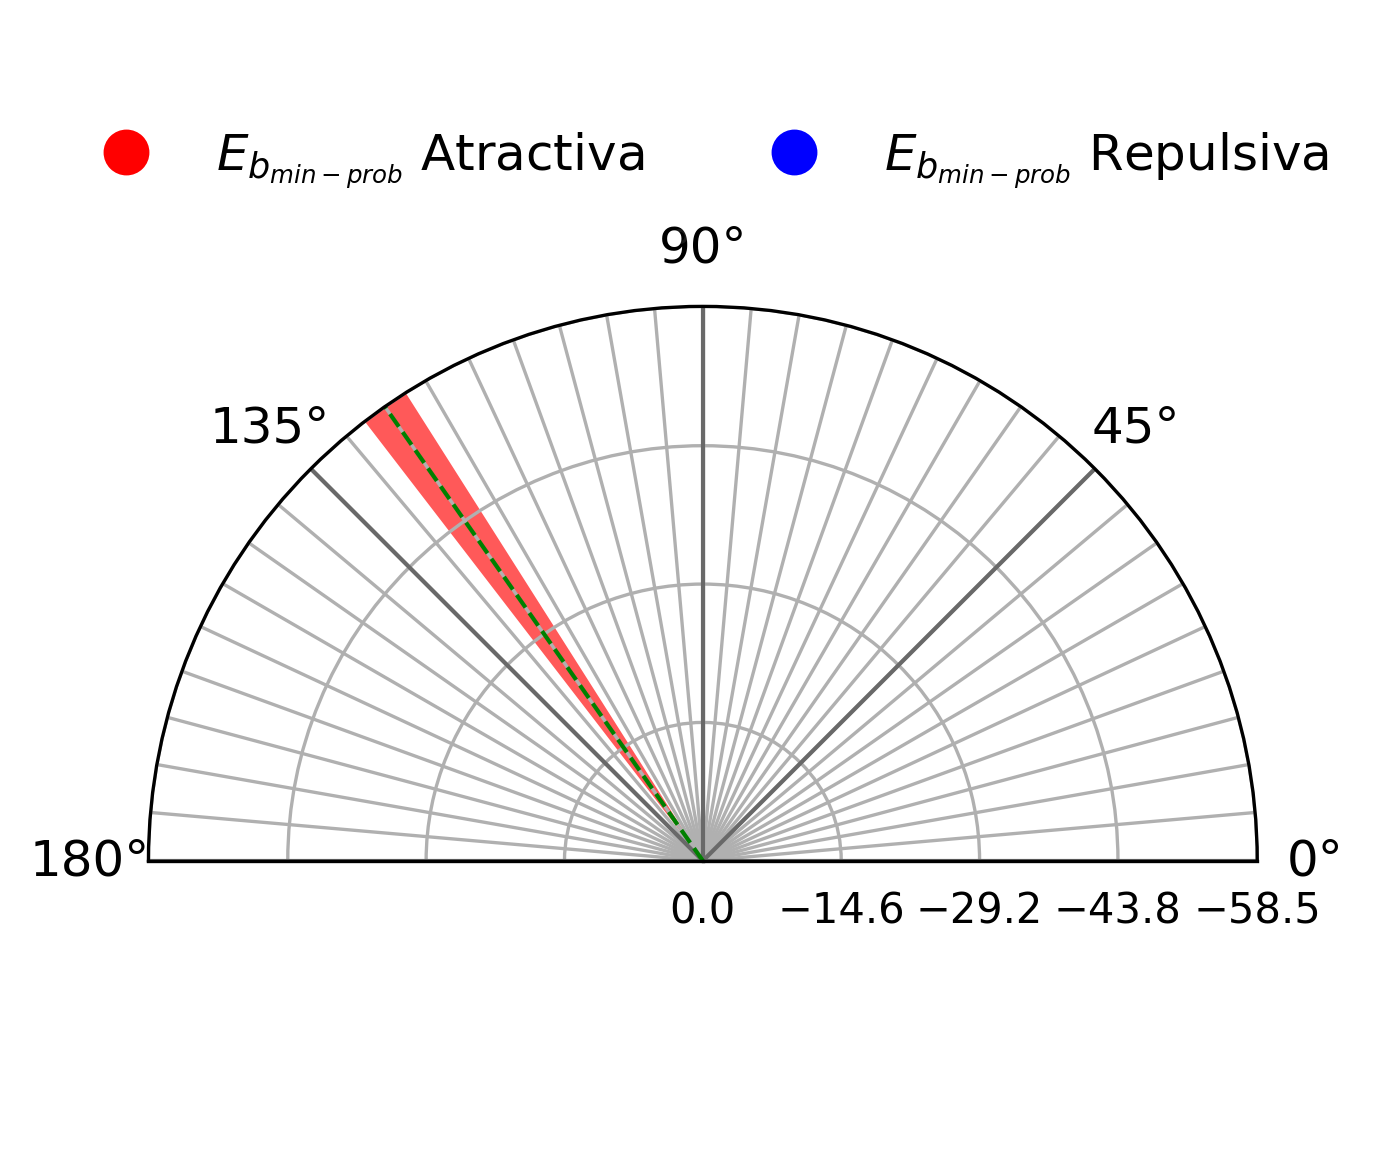 E_{b_{min-prob}} Atractiva E_{b_{min-prob}} Repulsiva
90°
135° 45°
180° 0°
0.0 −14.6 −29.2 −43.8 −58.5